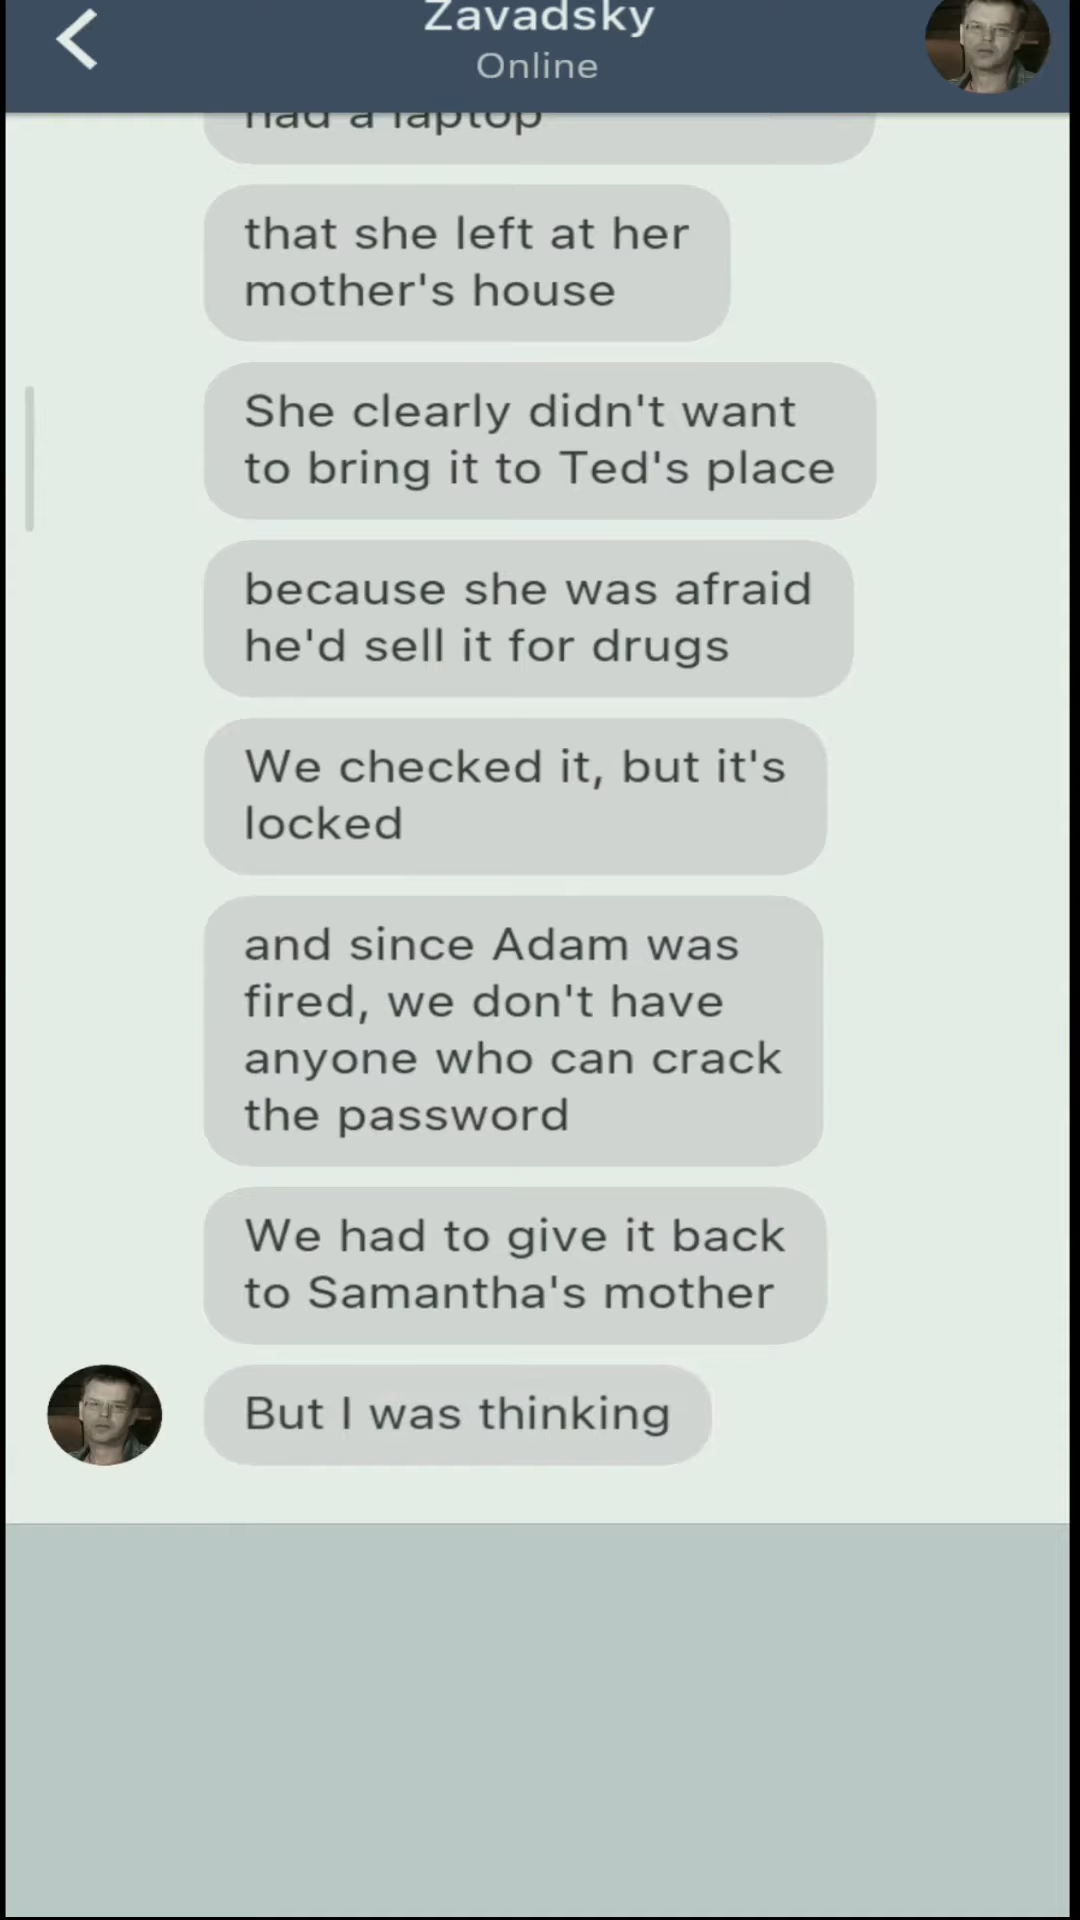 Zavadsky
Online
had a laptop
that she left at her
mother's house
She clearly didn't want
to bring it to Ted's place
because she was afraid
he'd sell it for drugs
We checked it, but it's
locked
and since Adam was
fired, we don't have
anyone who can crack
the password
We had to give it back
to Samantha's mother
But I was thinking